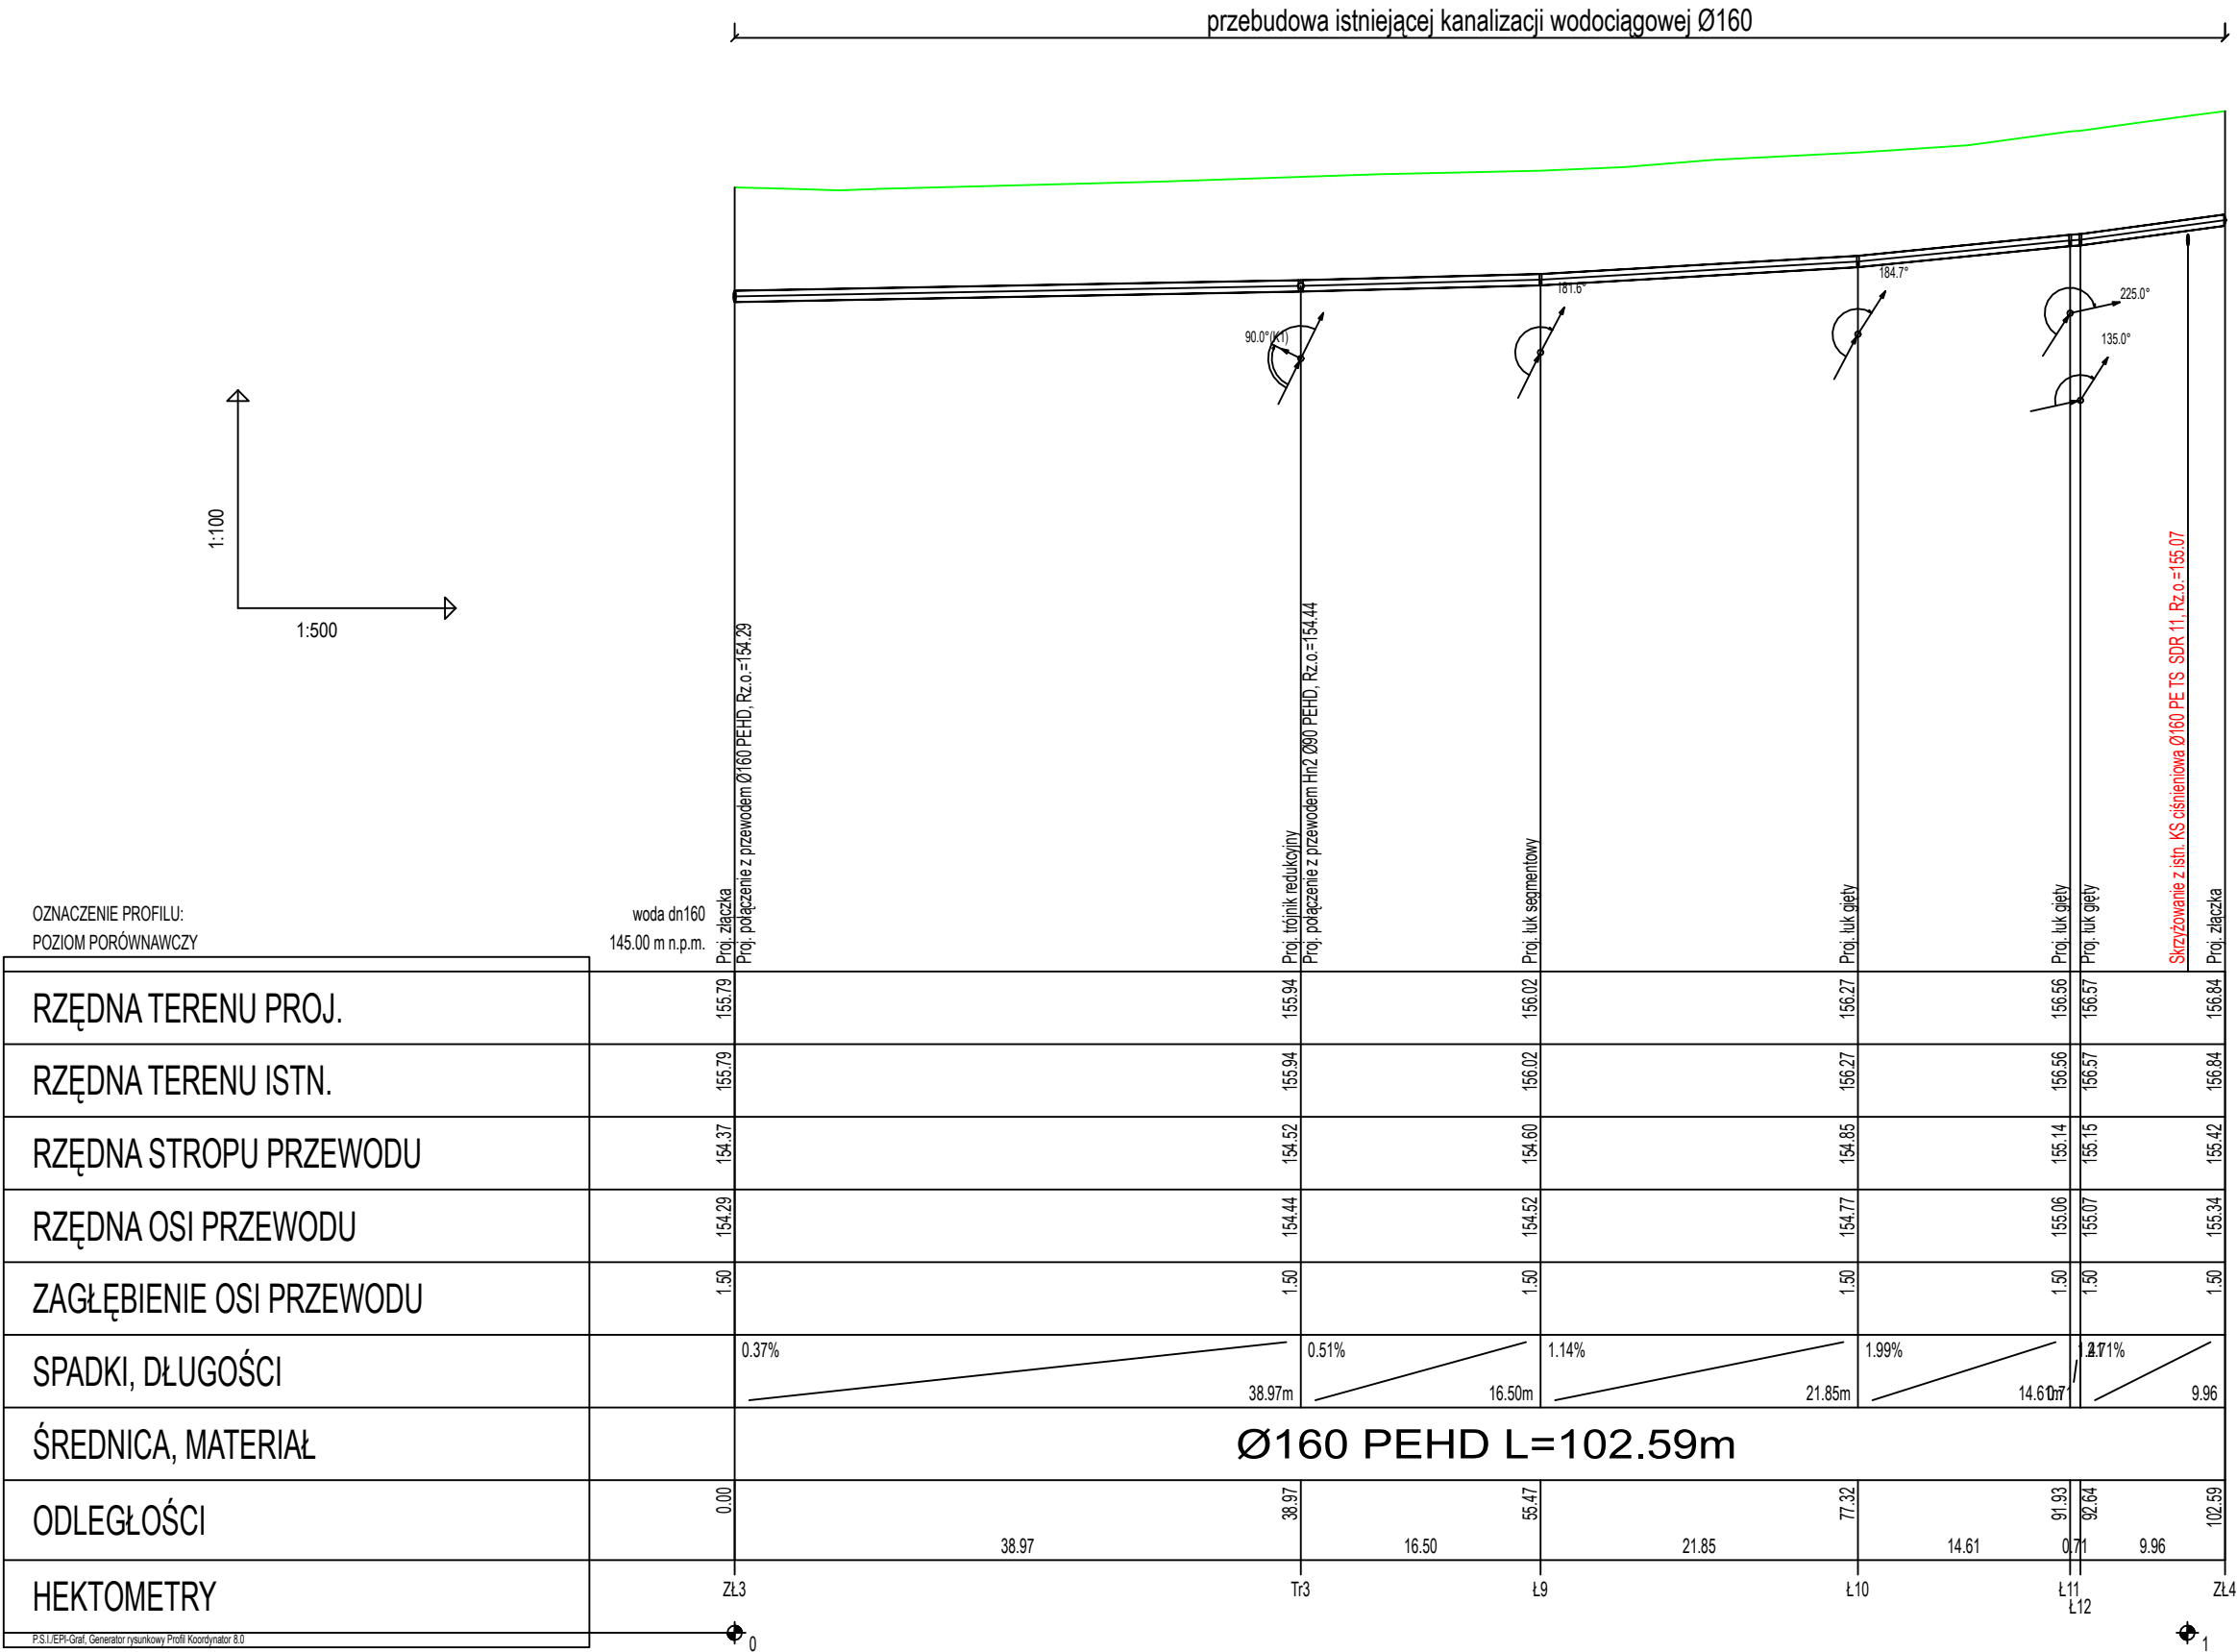 przebudowa istniejącej kanalizacji wodociągowej Ø160
181.6°
184.7°
225.0°
90.0°(K1)
135.0°
1:100
1:500
Proj. złączka
Proj. połączenie z przewodem Ø160 PEHD, Rz.o.=154.29
Proj. trójnik redukcyjny
Proj. połączenie z przewodem Hn2 Ø90 PEHD, Rz.o.=154.44
Proj. łuk segmentowy
Proj. łuk gięty
Proj. łuk gięty
Proj. łuk gięty
Skrzyżowanie z istn. KS ciśnieniowa Ø160 PE TS SDR 11, Rz.o.=155.07
Proj. złączka
OZNACZENIE PROFILU: woda dn160
POZIOM PORÓWNAWCZY 145.00 m n.p.m.
RZĘDNA TERENU PROJ. 155.79 155.94 156.02 156.27 156.56 156.57 156.84
RZĘDNA TERENU ISTN. 155.79 155.94 156.02 156.27 156.56 156.57 156.84
RZĘDNA STROPU PRZEWODU 154.37 154.52 154.60 154.85 155.14 155.15 155.42
RZĘDNA OSI PRZEWODU 154.29 154.44 154.52 154.77 155.06 155.07 155.34
ZAGŁĘBIENIE OSI PRZEWODU 1.50 1.50 1.50 1.50 1.50 1.50 1.50
SPADKI, DŁUGOŚCI 0.37% 0.51% 1.14% 1.99% 2.71%
38.97m 16.50m 21.85m 14.61m 0.71 9.96
ŚREDNICA, MATERIAŁ Ø160 PEHD L=102.59m
ODLEGŁOŚCI 0.00 38.97 55.47 77.32 91.93 92.64 102.59
38.97 16.50 21.85 14.61 0.71 9.96
HEKTOMETRY ZŁ3 Tr3 Ł9 Ł10 Ł11 Ł12 ZŁ4
P.S.I./EPI-Graf, Generator rysunkowy Profil Koordynator 8.0
0 1